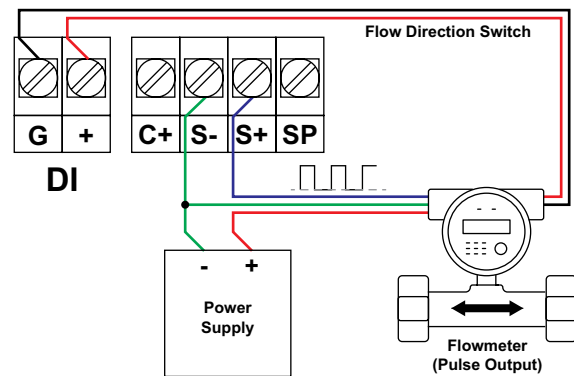 Flow Direction Switch
G + C+ S- S+ SP
DI
- +
Power
Supply
Flowmeter
(Pulse Output)